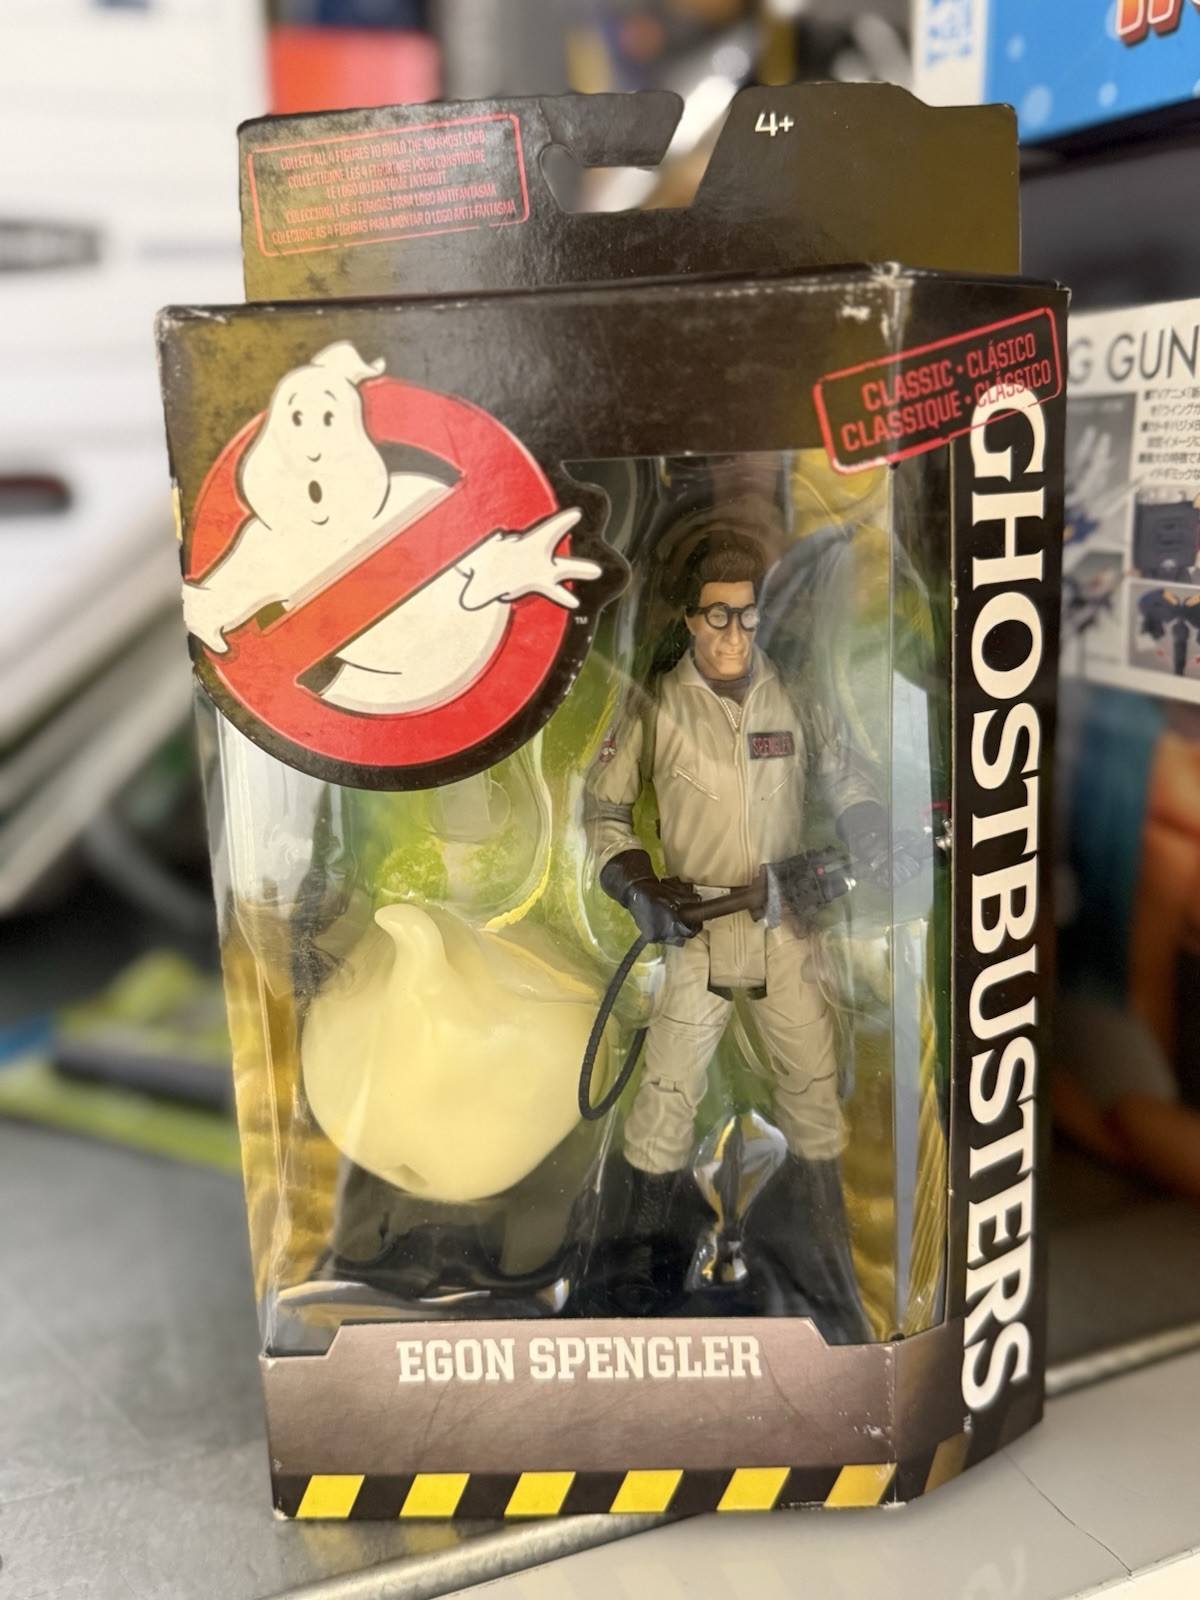 4+
COLLECT ALL 4 FIGURES TO BUILD THE NO-GHOST LOGO
COLLECTIONNE LES 4 FIGURINES POUR CONSTRUIRE
LE LOGO DU FANTÔME INTERDIT
COLECCIONA LAS 4 FIGURAS PARA LOGO ANTIFANTASMA
COLECIONE AS 4 FIGURAS PARA MONTAR O LOGO ANTI-FANTASMA
CLASSIC • CLÁSICO
CLASSIQUE • CLÁSSICO
GHOSTBUSTERS
TM
SPENGLER
EGON SPENGLER
G GUN